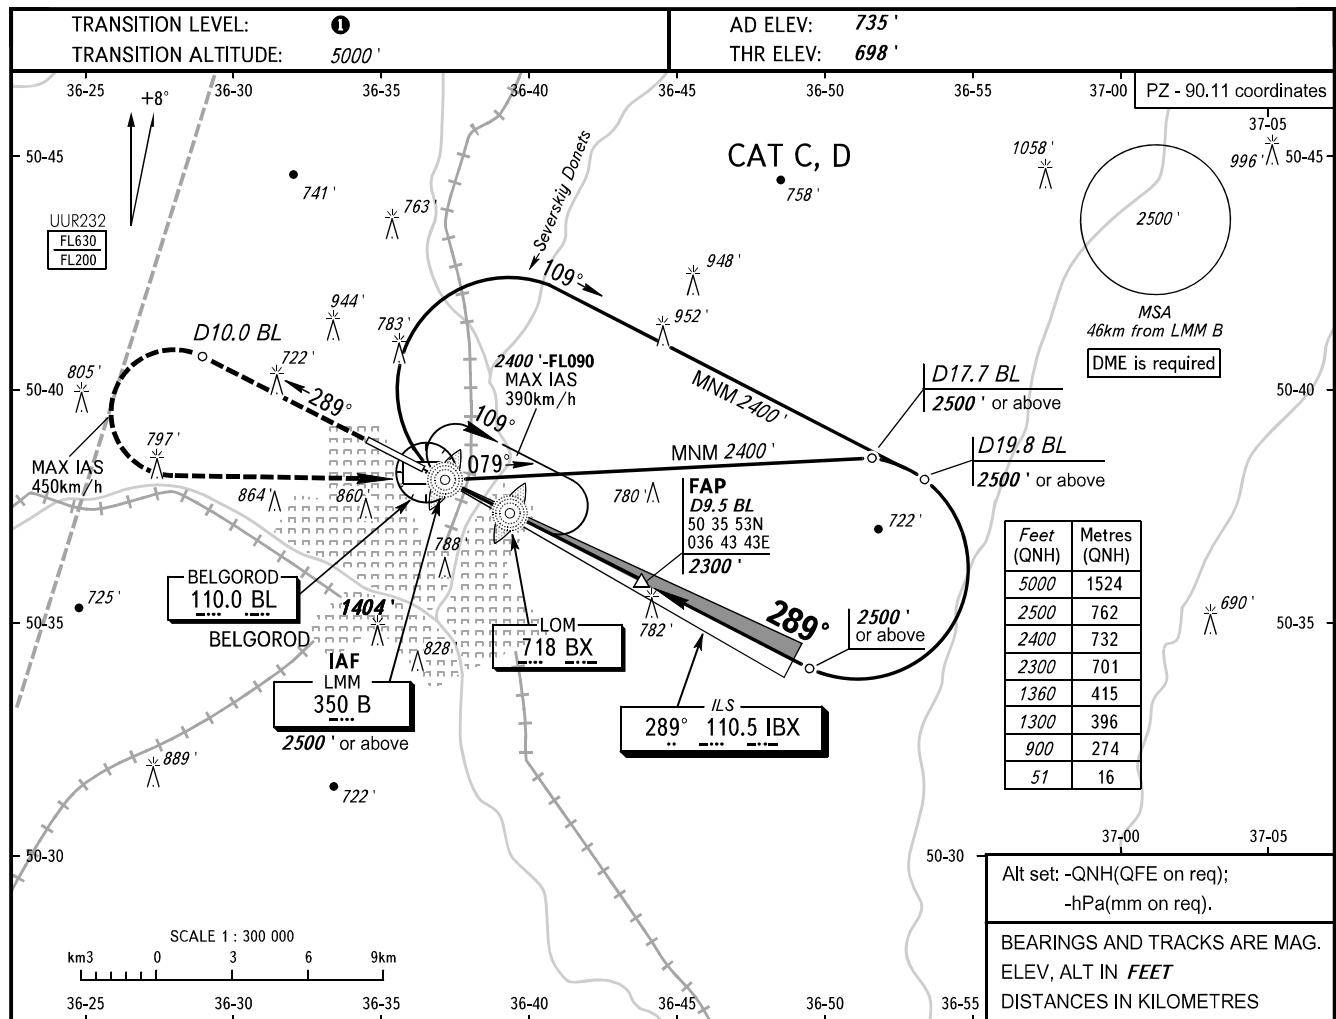 TRANSITION LEVEL: 1
TRANSITION ALTITUDE: 5000 '
AD ELEV: 735 '
THR ELEV: 698 '
36-25 36-30 36-35 36-40 36-45 36-50 36-55 37-00
PZ - 90.11 coordinates
37-05
+8°
50-45
50-45
UUR232
FL630
FL200
741 '
763 '
Severskiy Donets
CAT C, D
758 '
1058 '
996 '
2500 '
MSA
46km from LMM B
DME is required
948 '
952 '
109°
944 '
783 '
D10.0 BL
722 '
805 '
289°
2400 '-FL090
MAX IAS
390km/h
MNM 2400 '
D17.7 BL
2500 ' or above
50-40
50-40
109°
079°
MNM 2400 '
D19.8 BL
2500 ' or above
797 '
MAX IAS
450km/h
864 '
860 '
780 '
FAP
D9.5 BL
50 35 53N
036 43 43E
2300 '
722 '
788 '
BELGOROD
110.0 BL
725 '
1404 '
BELGOROD
782 '
289°
2500 '
or above
690 '
50-35
50-35
LOM
718 BX
828 '
IAF
LMM
350 B
2500 ' or above
ILS
289° 110.5 IBX
Feet (QNH) Metres (QNH)
5000 1524
2500 762
2400 732
2300 701
1360 415
1300 396
900 274
51 16
889 '
722 '
37-00 37-05
50-30
50-30
SCALE 1 : 300 000
km3 0 3 6 9km
36-25 36-30 36-35 36-40 36-45 36-50 36-55
Alt set: -QNH(QFE on req);
-hPa(mm on req).
BEARINGS AND TRACKS ARE MAG.
ELEV, ALT IN FEET
DISTANCES IN KILOMETRES